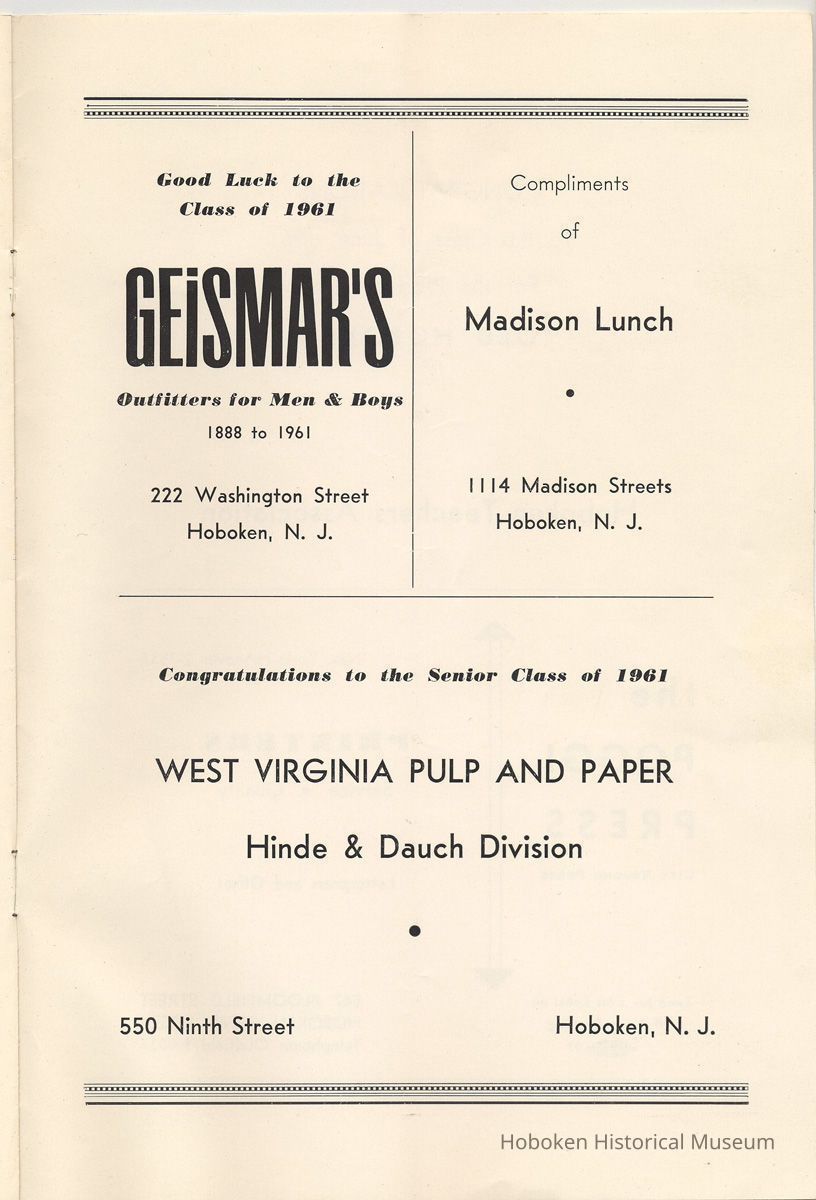 Good Luck to the
Class of 1961
GEiSMAR'S
Outfitters for Men & Boys
1888 to 1961
222 Washington Street
Hoboken, N. J.
Compliments
of
Madison Lunch
1114 Madison Streets
Hoboken, N. J.
Congratulations to the Senior Class of 1961
WEST VIRGINIA PULP AND PAPER
Hinde & Dauch Division
550 Ninth Street
Hoboken, N. J.
Hoboken Historical Museum